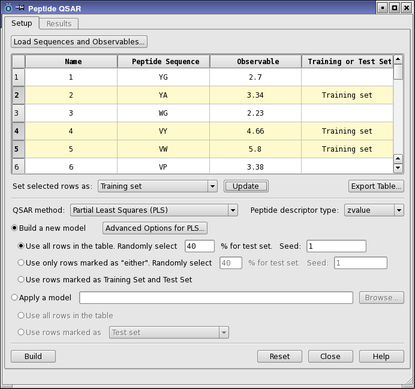 Peptide QSAR
Setup Results
Load Sequences and Observables...
Name Peptide Sequence Observable Training or Test Set
1 1 YG 2.7
2 2 YA 3.34 Training set
3 3 WG 2.23
4 4 VY 4.66 Training set
5 5 VW 5.8 Training set
6 6 VP 3.38
Set selected rows as: Training set Update Export Table...
QSAR method: Partial Least Squares (PLS) Peptide descriptor type: zvalue
Build a new model Advanced Options for PLS...
Use all rows in the table. Randomly select 40 % for test set. Seed: 1
Use only rows marked as "either". Randomly select 40 % for test set. Seed: 1
Use rows marked as Training Set and Test Set
Apply a model Browse...
Use all rows in the table
Use rows marked as Test set
Build Reset Close Help